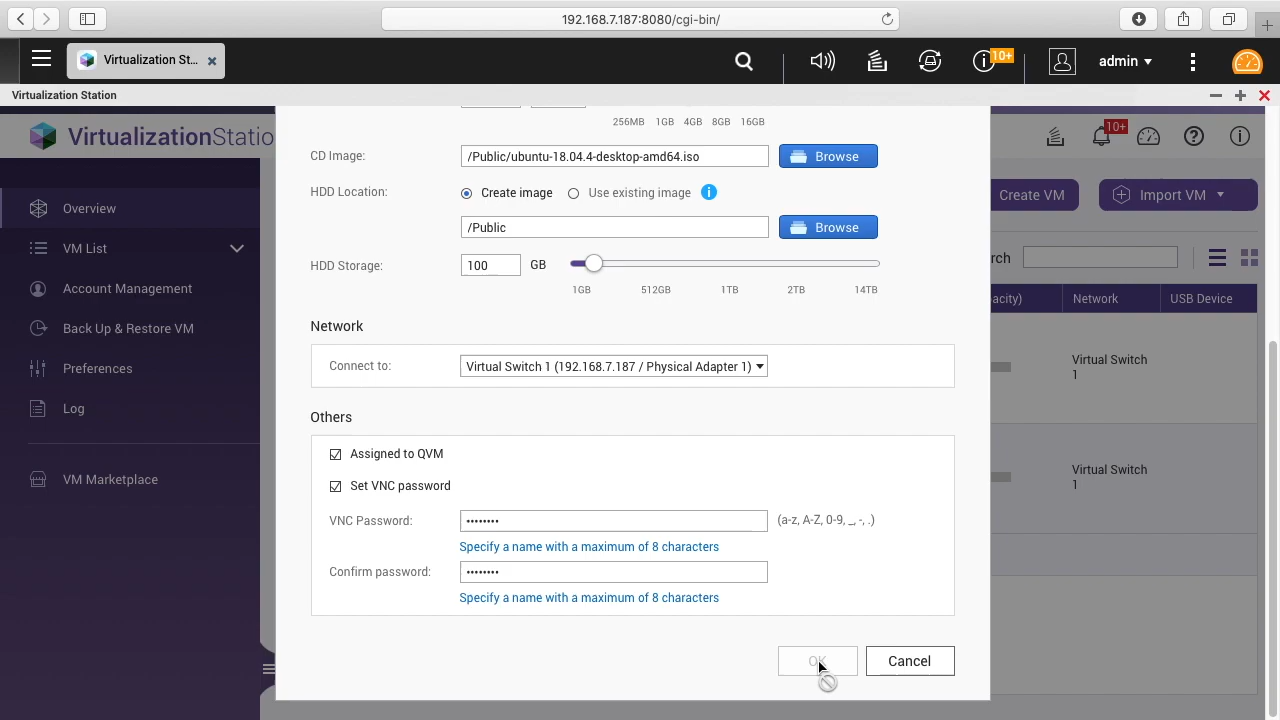 192.168.7.187:8080/cgi-bin/
Virtualization St...
10+
admin
Virtualization Station
VirtualizationStatio
10+
256MB 1GB 4GB 8GB 16GB
CD Image: /Public/ubuntu-18.04.4-desktop-amd64.iso Browse
Create VM
Import VM
Overview
HDD Location: Create image Use existing image
/Public Browse
VM List
rch
HDD Storage: 100 GB
1GB 512GB 1TB 2TB 14TB
Account Management
acity) Network USB Device
Back Up & Restore VM
Network
Preferences
Connect to: Virtual Switch 1 (192.168.7.187 / Physical Adapter 1)
Virtual Switch
1
Log
Others
Assigned to QVM
VM Marketplace
Set VNC password
Virtual Switch
1
VNC Password: •••••••• (a-z, A-Z, 0-9, _, -, .)
Specify a name with a maximum of 8 characters
Confirm password: ••••••••
Specify a name with a maximum of 8 characters
OK Cancel